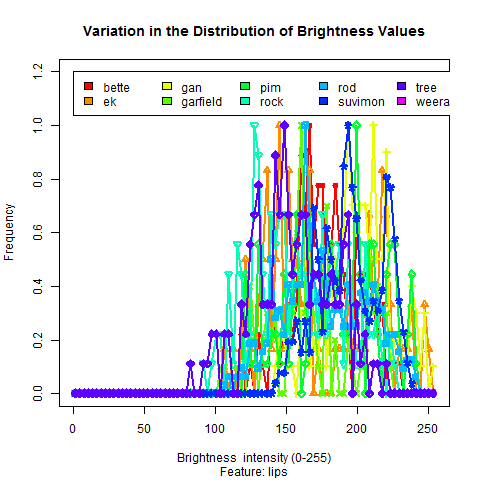 Variation in the Distribution of Brightness Values
bette gan pim rod tree
ek garfield rock suvimon weera
Frequency
1.2
1.0
0.8
0.6
0.4
0.2
0.0
0 50 100 150 200 250
Brightness intensity (0-255)
Feature: lips